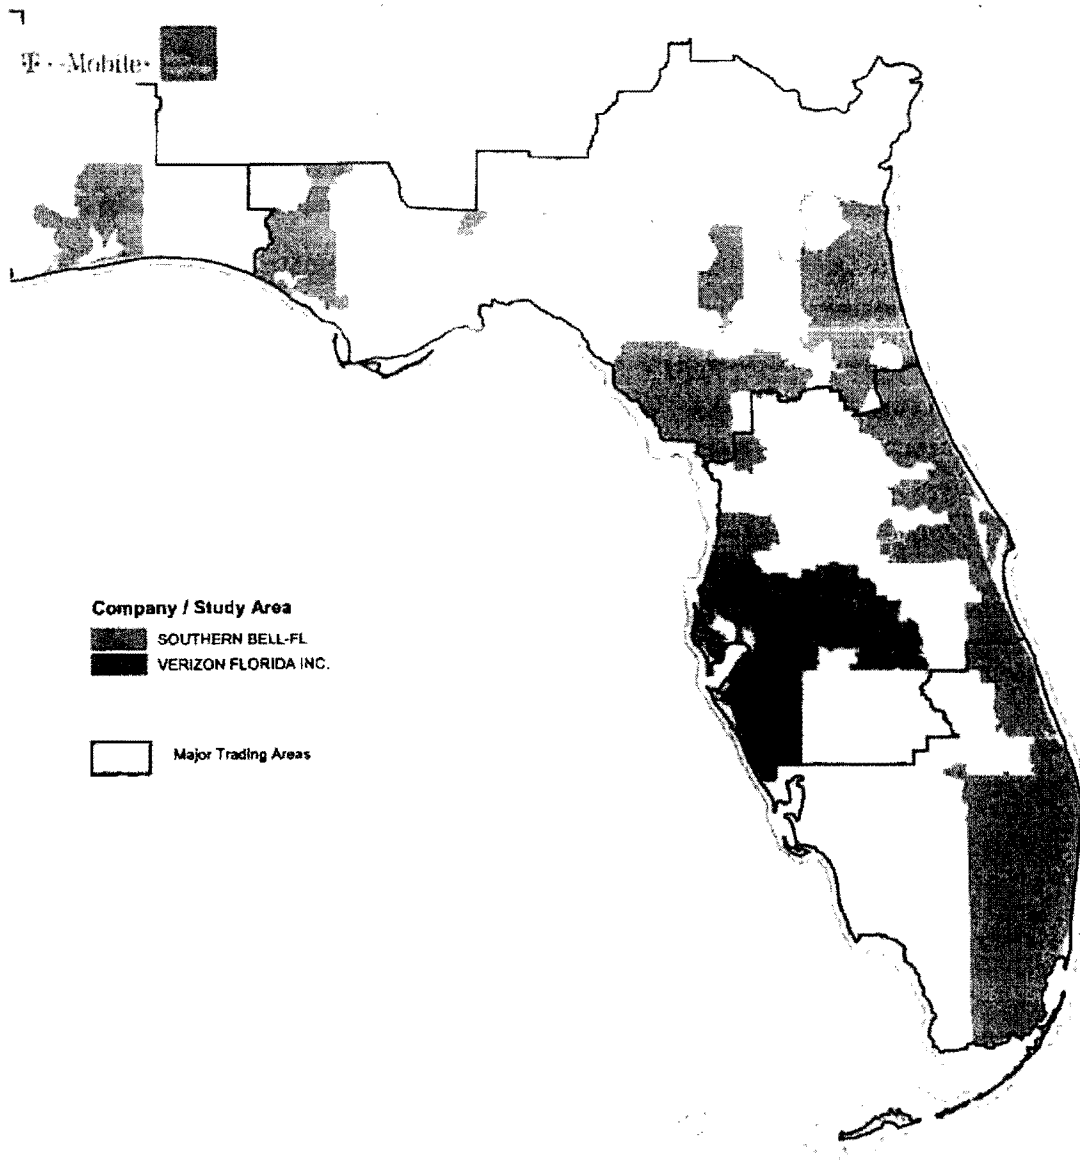 T··Mobile·
Company / Study Area
SOUTHERN BELL-FL
VERIZON FLORIDA INC.
Major Trading Areas